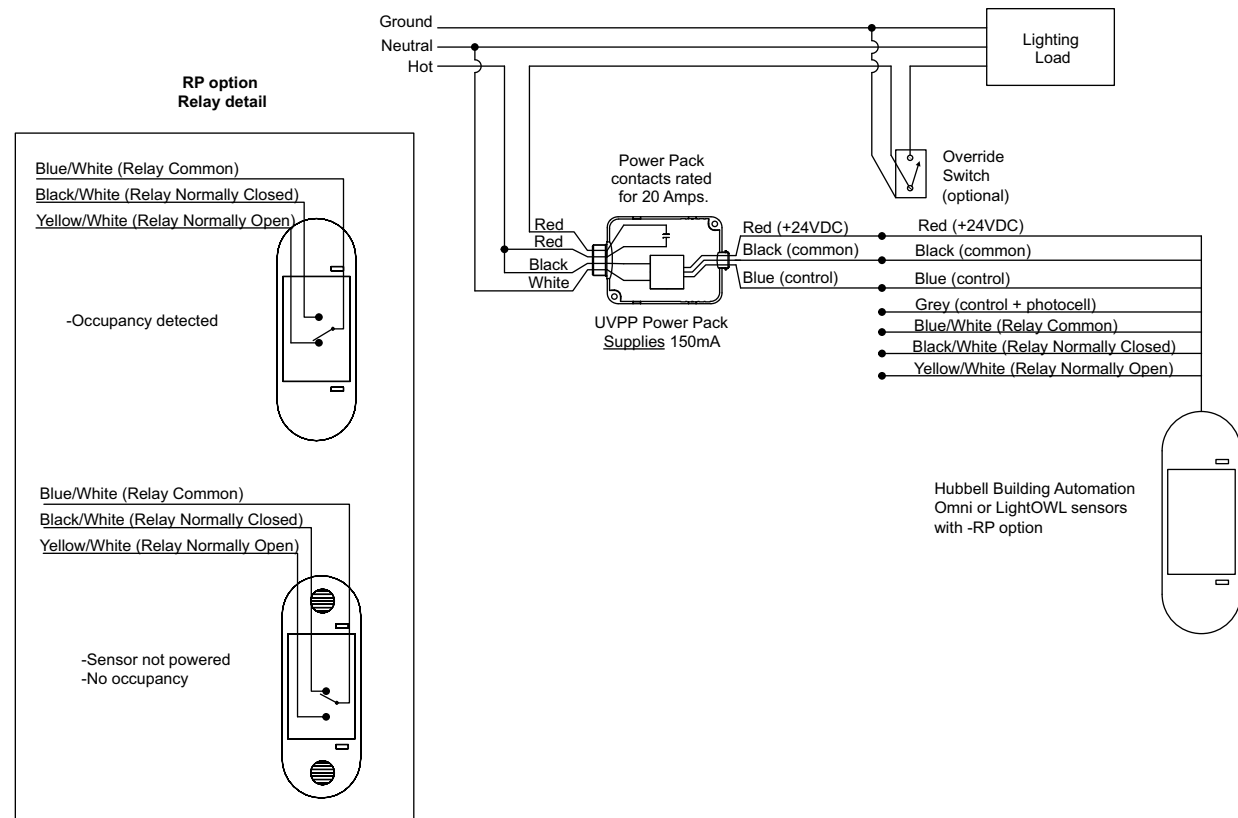 Ground
Neutral
Hot
Lighting
Load
RP option
Relay detail
Blue/White (Relay Common)
Black/White (Relay Normally Closed)
Yellow/White (Relay Normally Open)
-Occupancy detected
Blue/White (Relay Common)
Black/White (Relay Normally Closed)
Yellow/White (Relay Normally Open)
-Sensor not powered
-No occupancy
Power Pack
contacts rated
for 20 Amps.
Override
Switch
(optional)
Red
Red
Black
White
UVPP Power Pack
Supplies 150mA
Red (+24VDC)
Black (common)
Blue (control)
Red (+24VDC)
Black (common)
Blue (control)
Grey (control + photocell)
Blue/White (Relay Common)
Black/White (Relay Normally Closed)
Yellow/White (Relay Normally Open)
Hubbell Building Automation
Omni or LightOWL sensors
with -RP option